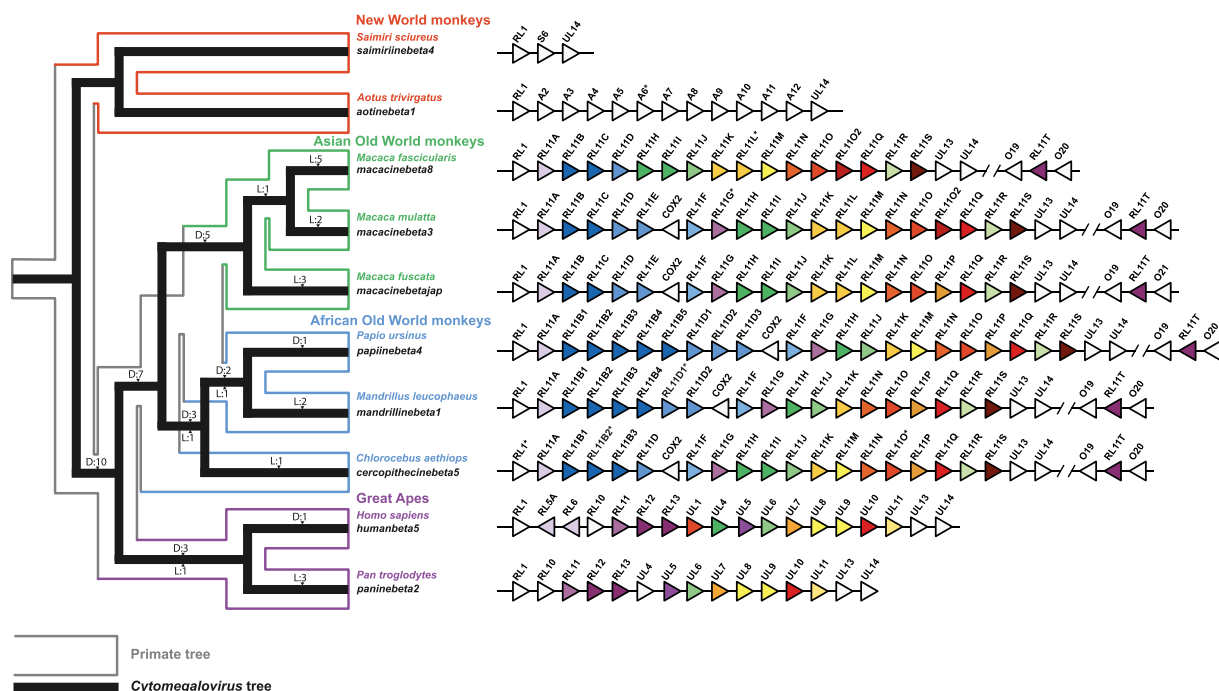 New World monkeys
Saimiri sciureus
saimiriinebeta4
RL1 S6 UL14
Aotus trivirgatus
aotinebeta1
RL1 A2 A3 A4 A5 A6* A7 A8 A9 A10 A11 A12 UL14
Asian Old World monkeys
Macaca fascicularis
macacinebeta8
L:5
RL1 RL11A RL11B RL11C RL11D RL11H RL11I RL11J RL11K RL11L* RL11M RL11N RL11O RL11O2 RL11Q RL11R RL11S UL13 UL14 O19 RL11T O20
L:1
Macaca mulatta
macacinebeta3
L:2
RL1 RL11A RL11B RL11C RL11D RL11E COX2 RL11F RL11G* RL11H RL11I RL11J RL11K RL11L RL11M RL11N RL11O RL11O2 RL11Q RL11R RL11S UL13 UL14 O19 RL11T O20
D:5
Macaca fuscata
macacinebetajap
L:3
RL1 RL11A RL11B RL11C RL11D RL11E COX2 RL11F RL11G RL11H RL11I RL11J RL11K RL11L RL11M RL11N RL11O RL11P RL11Q RL11R RL11S UL13 UL14 O19 RL11T O21
African Old World monkeys
Papio ursinus
papiinebeta4
D:1
RL1 RL11A RL11B1 RL11B2 RL11B3 RL11B4 RL11B5 RL11D1 RL11D2 RL11D3 COX2 RL11F RL11G RL11H RL11J RL11K RL11M RL11N RL11O RL11P RL11Q RL11R RL11S UL13 UL14 O19 RL11T O20
D:7
D:2
L:1
Mandrillus leucophaeus
mandrillinebeta1
L:2
RL1 RL11A RL11B1 RL11B2 RL11B3 RL11B4 RL11D1* RL11D2 COX2 RL11F RL11G RL11H RL11J RL11K RL11N RL11O RL11P RL11Q RL11R RL11S UL13 UL14 O19 RL11T O20
D:3
L:1
Chlorocebus aethiops
cercopithecinebeta5
L:1
RL1* RL11A RL11B1 RL11B2* RL11B3 RL11D COX2 RL11F RL11G RL11H RL11I RL11J RL11K RL11M RL11N RL11O* RL11P RL11Q RL11R RL11S UL13 UL14 O19 RL11T O20
D:10
Great Apes
Homo sapiens
humanbeta5
D:1
RL1 RL5A RL6 RL10 RL11 RL12 RL13 UL1 UL4 UL5 UL6 UL7 UL8 UL9 UL10 UL11 UL13 UL14
D:3
L:1
Pan troglodytes
paninebeta2
L:3
RL1 RL10 RL11 RL12 RL13 UL4 UL5 UL6 UL7 UL8 UL9 UL10 UL11 UL13 UL14
Primate tree
Cytomegalovirus tree